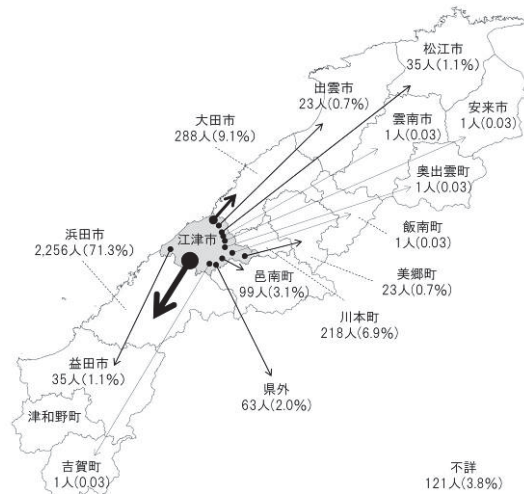 松江市
35人(1.1%)
出雲市
23人(0.7%)
安来市
1人(0.03)
大田市
288人(9.1%)
雲南市
1人(0.03)
奥出雲町
1人(0.03)
浜田市
2,256人(71.3%)
江津市
飯南町
1人(0.03)
美郷町
23人(0.7%)
邑南町
99人(3.1%)
川本町
218人(6.9%)
益田市
35人(1.1%)
県外
63人(2.0%)
津和野町
吉賀町
1人(0.03)
不詳
121人(3.8%)